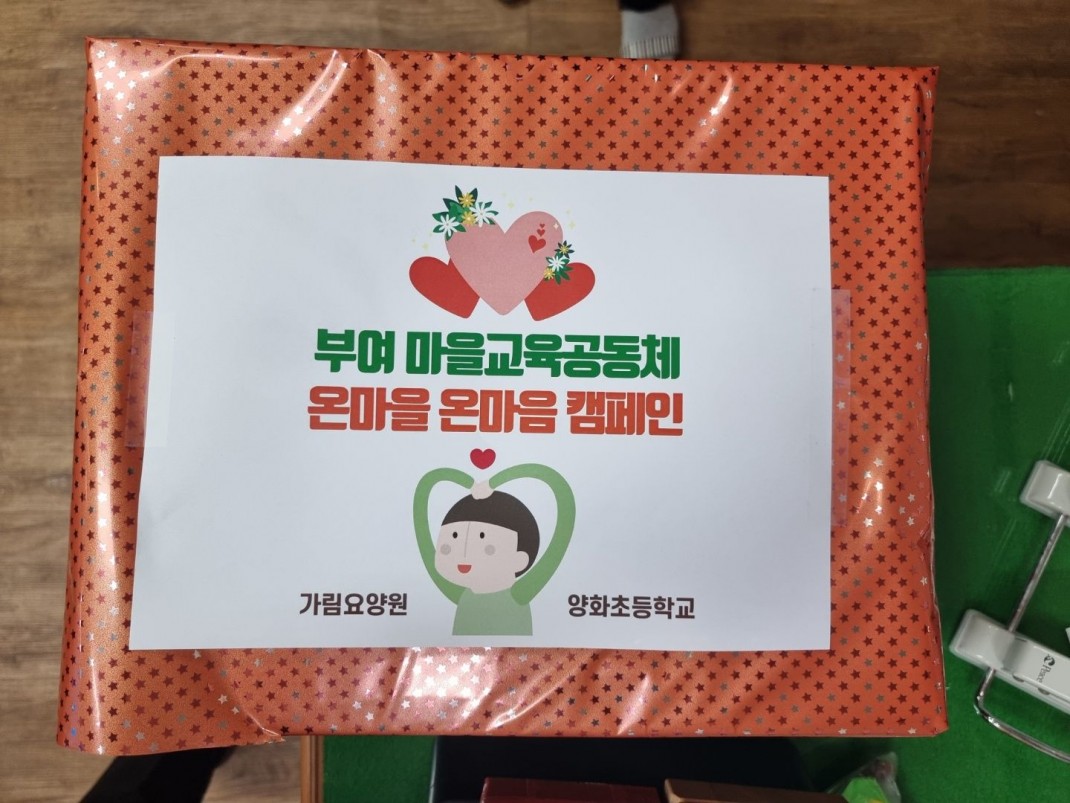 부여 마을교육공동체
온마을 온마음 캠페인
가림요양원
양화초등학교
Peace